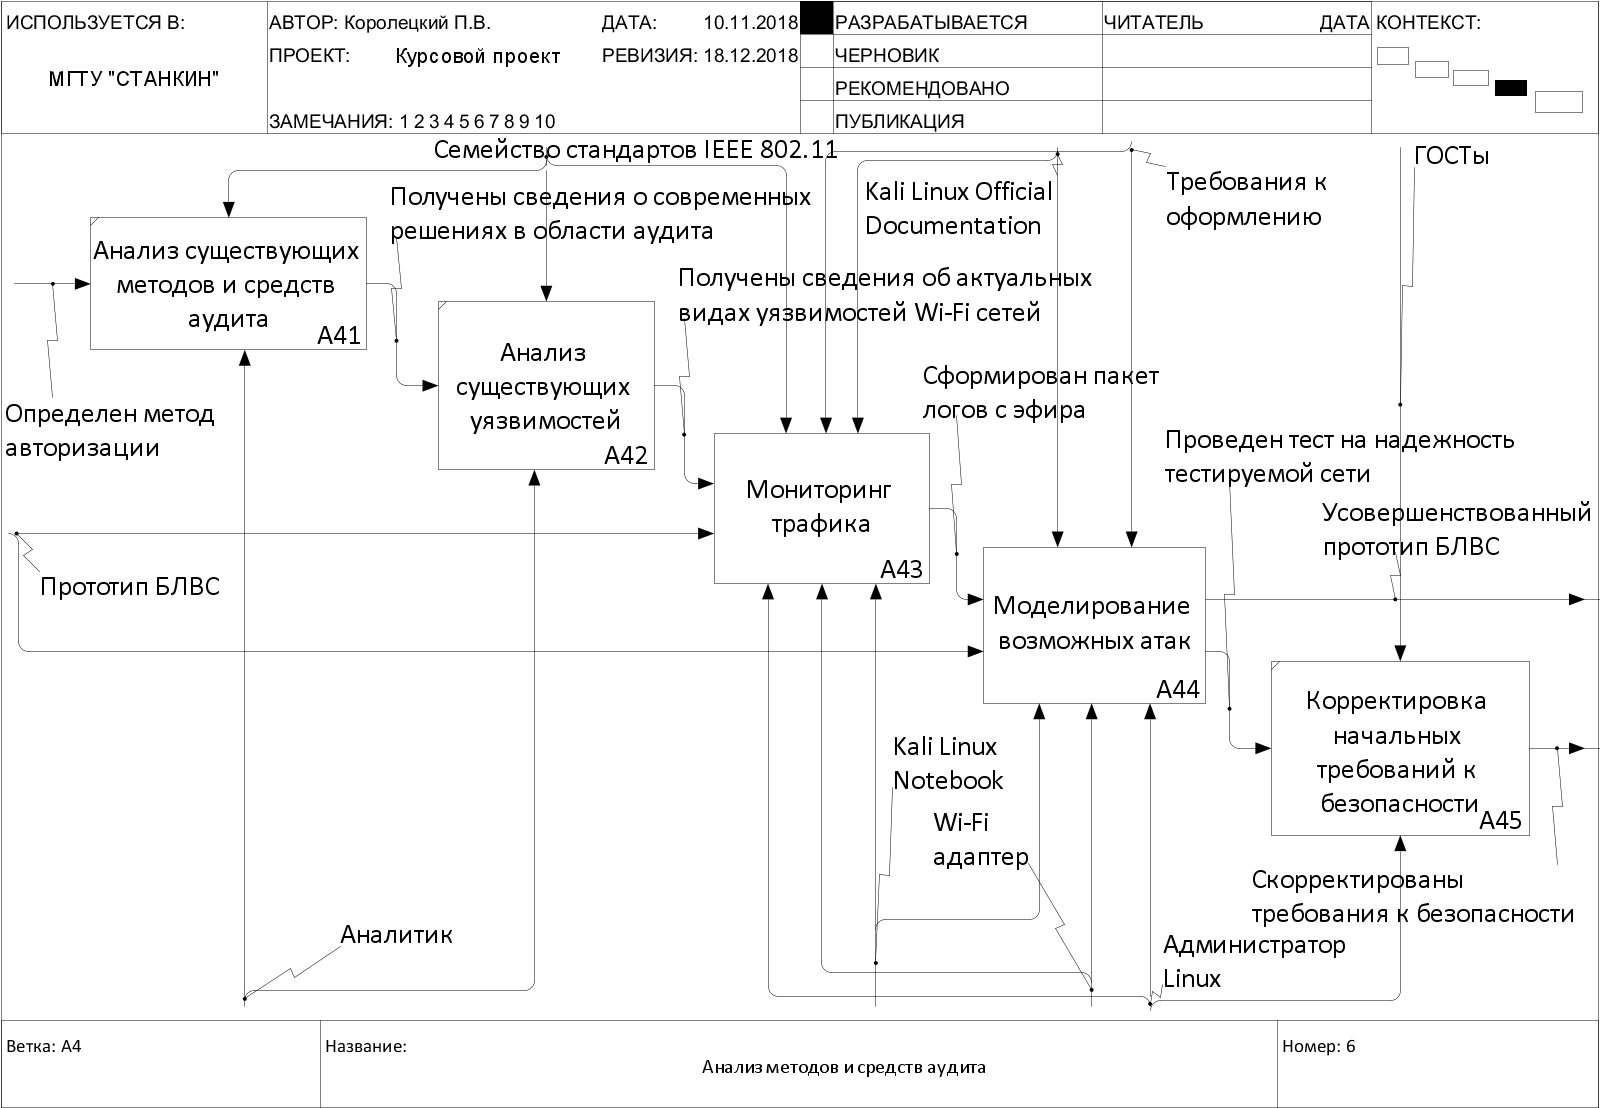 ИСПОЛЬЗУЕТСЯ В:
МГТУ "СТАНКИН"
АВТОР: Королецкий П.В.
ДАТА: 10.11.2018
ПРОЕКТ: Курсовой проект
РЕВИЗИЯ: 18.12.2018
ЗАМЕЧАНИЯ: 1 2 3 4 5 6 7 8 9 10
РАЗРАБАТЫВАЕТСЯ
ЧЕРНОВИК
РЕКОМЕНДОВАНО
ПУБЛИКАЦИЯ
ЧИТАТЕЛЬ
ДАТА
КОНТЕКСТ:
Семейство стандартов IEEE 802.11
ГОСТы
Получены сведения о современных
решениях в области аудита
Kali Linux Official
Documentation
Требования к
оформлению
Анализ существующих
методов и средств
аудита
A41
Получены сведения об актуальных
видах уязвимостей Wi-Fi сетей
Анализ
существующих
уязвимостей
A42
Определен метод
авторизации
Сформирован пакет
логов с эфира
Проведен тест на надежность
тестируемой сети
Мониторинг
трафика
A43
Усовершенствованный
прототип БЛВС
Прототип БЛВС
Моделирование
возможных атак
A44
Корректировка
начальных
требований к
безопасности
A45
Kali Linux
Notebook
Wi-Fi
адаптер
Скорректированы
требования к безопасности
Аналитик
Администратор
Linux
Ветка: A4
Название:
Анализ методов и средств аудита
Номер: 6